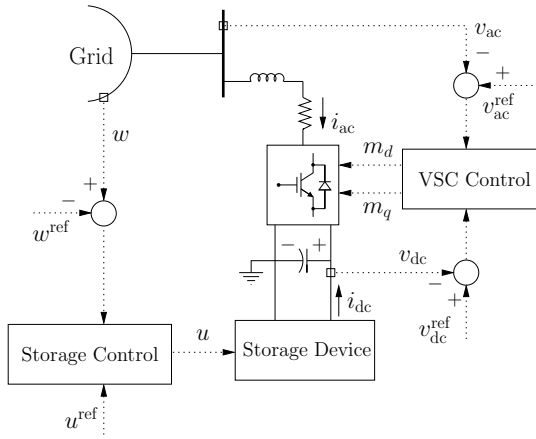 v_ac
Grid
−
+
v_ac^ref
i_ac
w
m_d
VSC Control
+
−
m_q
w^ref
−
+
v_dc
−
+
i_dc
v_dc^ref
u
Storage Control
Storage Device
u^ref